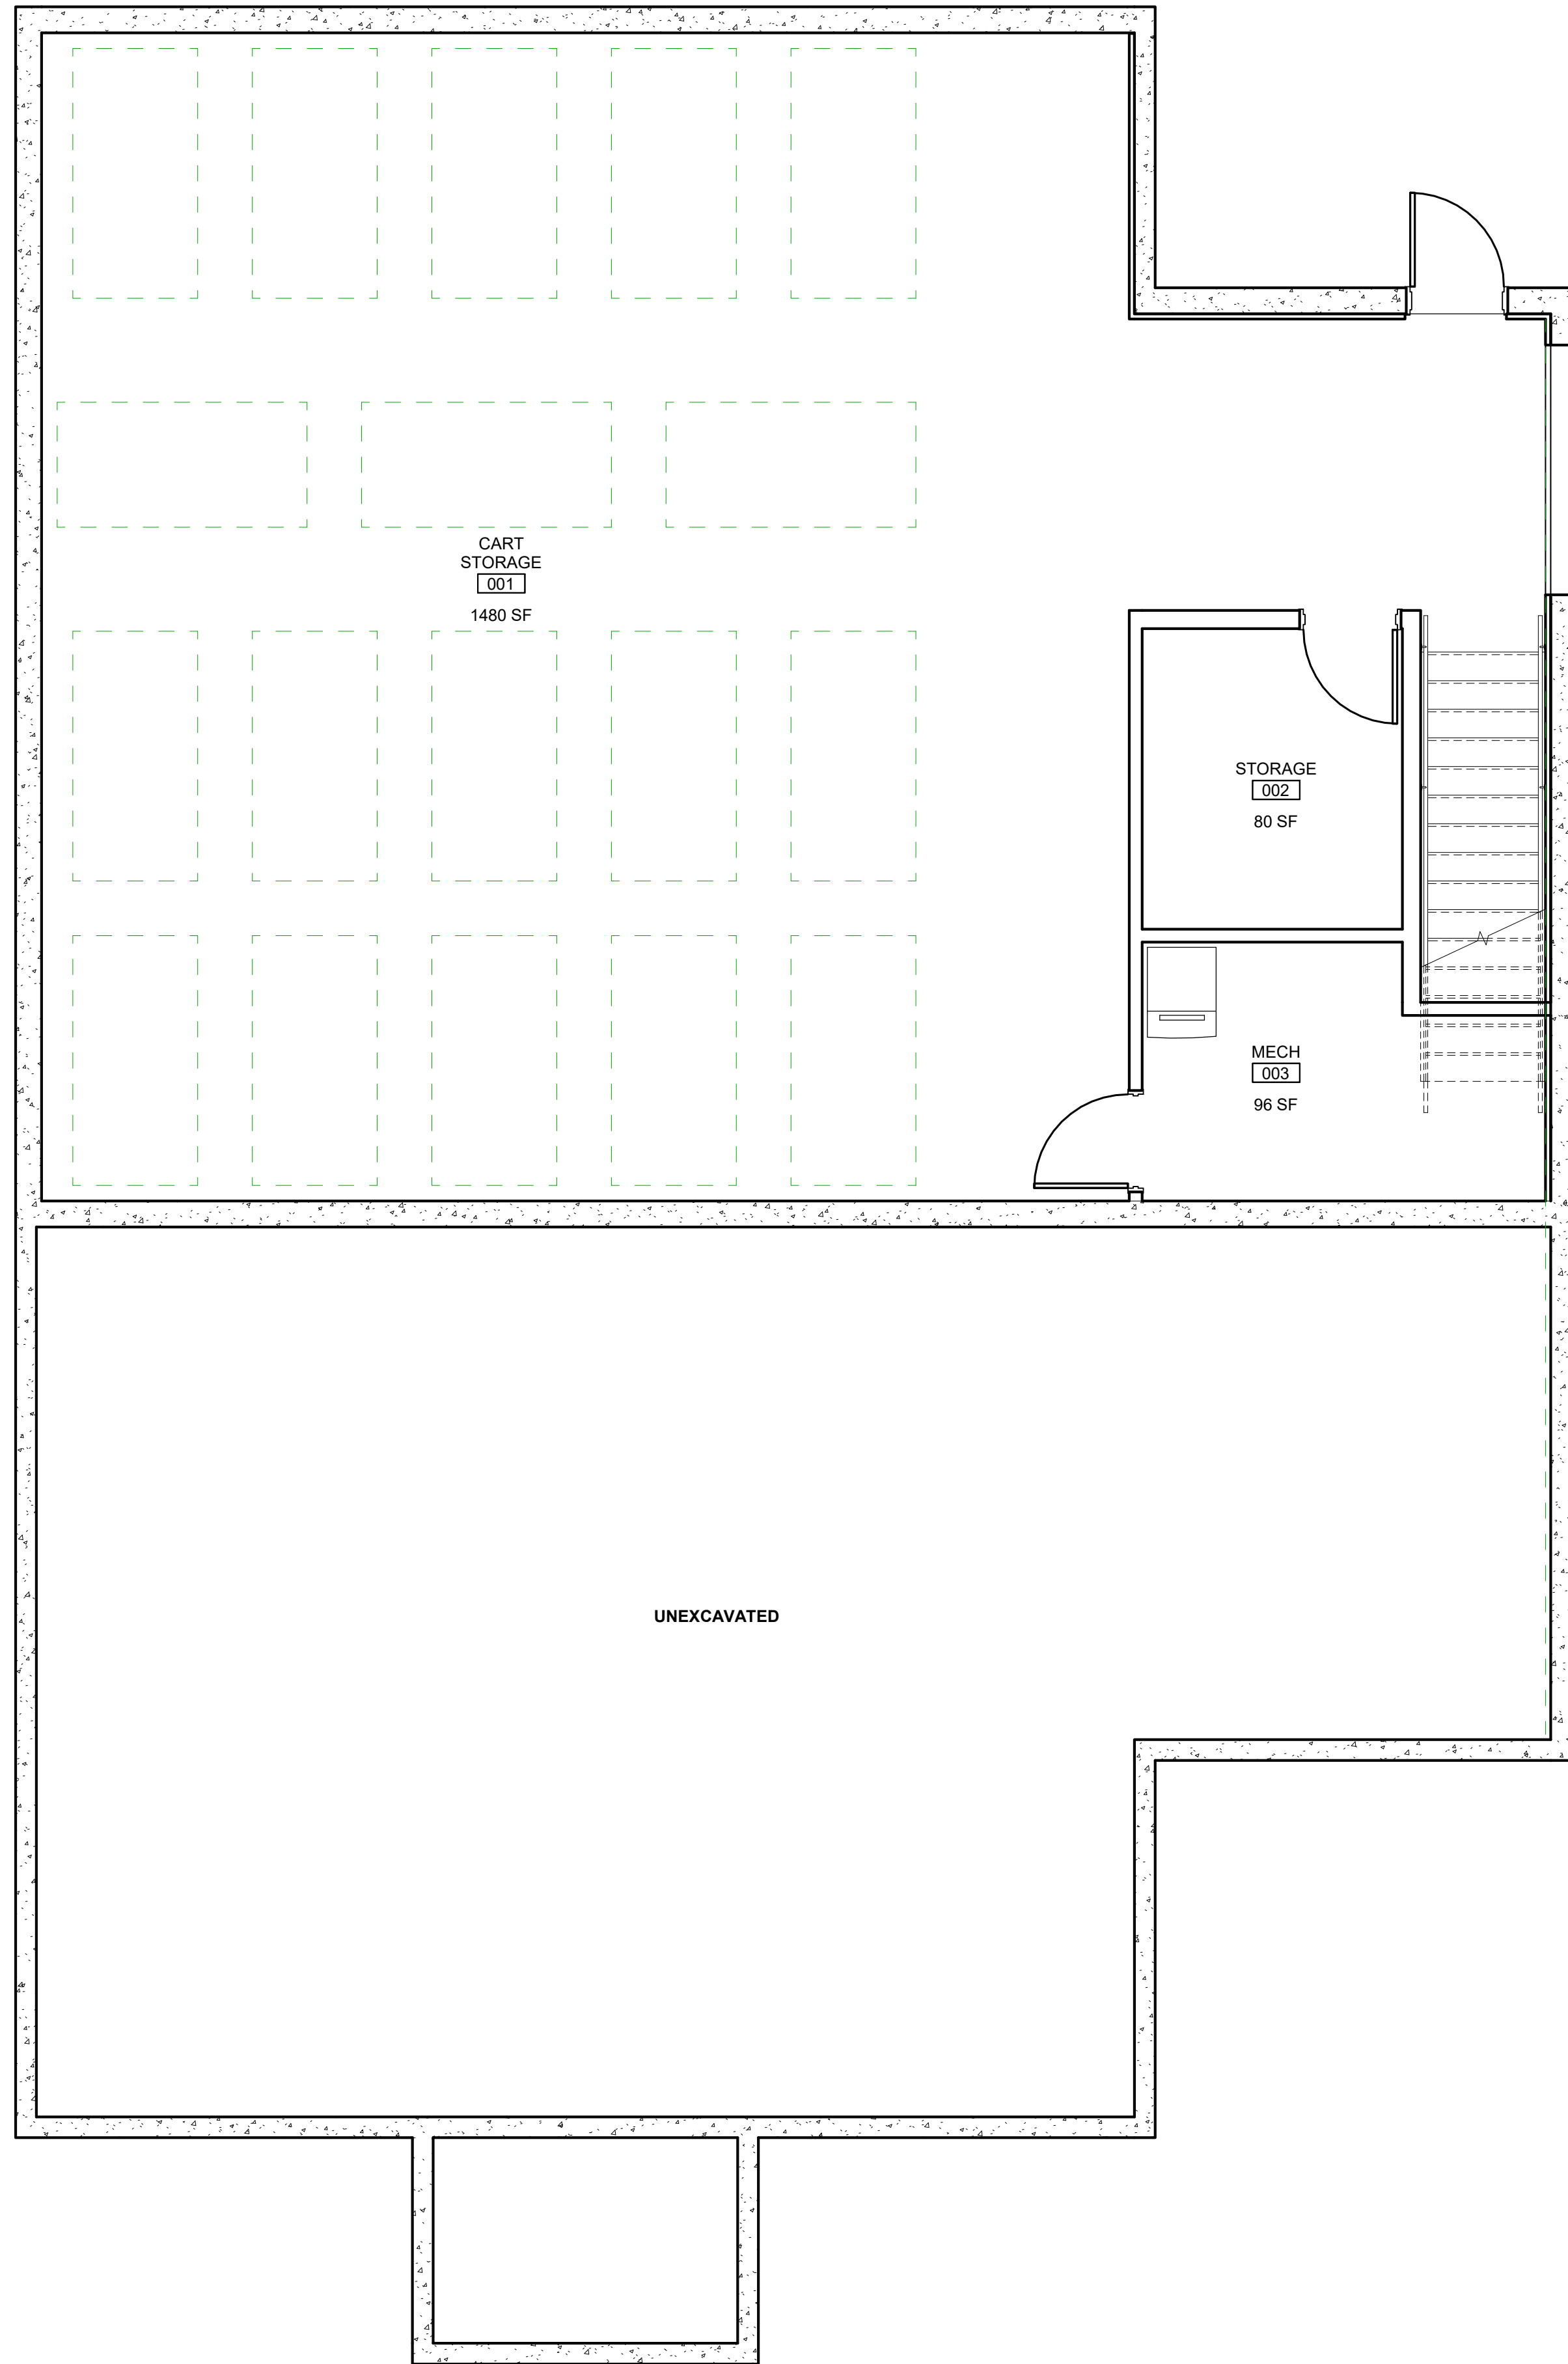 CART
STORAGE
001
1480 SF
STORAGE
002
80 SF
MECH
003
96 SF
UNEXCAVATED